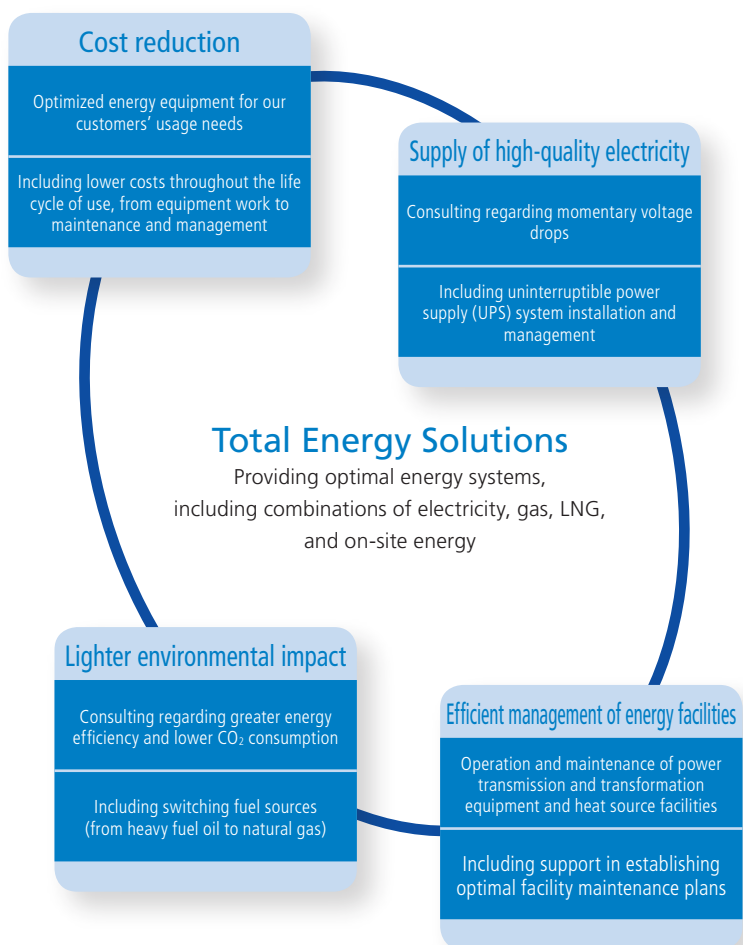 Cost reduction
Optimized energy equipment for our
customers’ usage needs
Including lower costs throughout the life
cycle of use, from equipment work to
maintenance and management
Supply of high-quality electricity
Consulting regarding momentary voltage
drops
Including uninterruptible power
supply (UPS) system installation and
management
Total Energy Solutions
Providing optimal energy systems,
including combinations of electricity, gas, LNG,
and on-site energy
Lighter environmental impact
Consulting regarding greater energy
efficiency and lower CO₂ consumption
Including switching fuel sources
(from heavy fuel oil to natural gas)
Efficient management of energy facilities
Operation and maintenance of power
transmission and transformation
equipment and heat source facilities
Including support in establishing
optimal facility maintenance plans